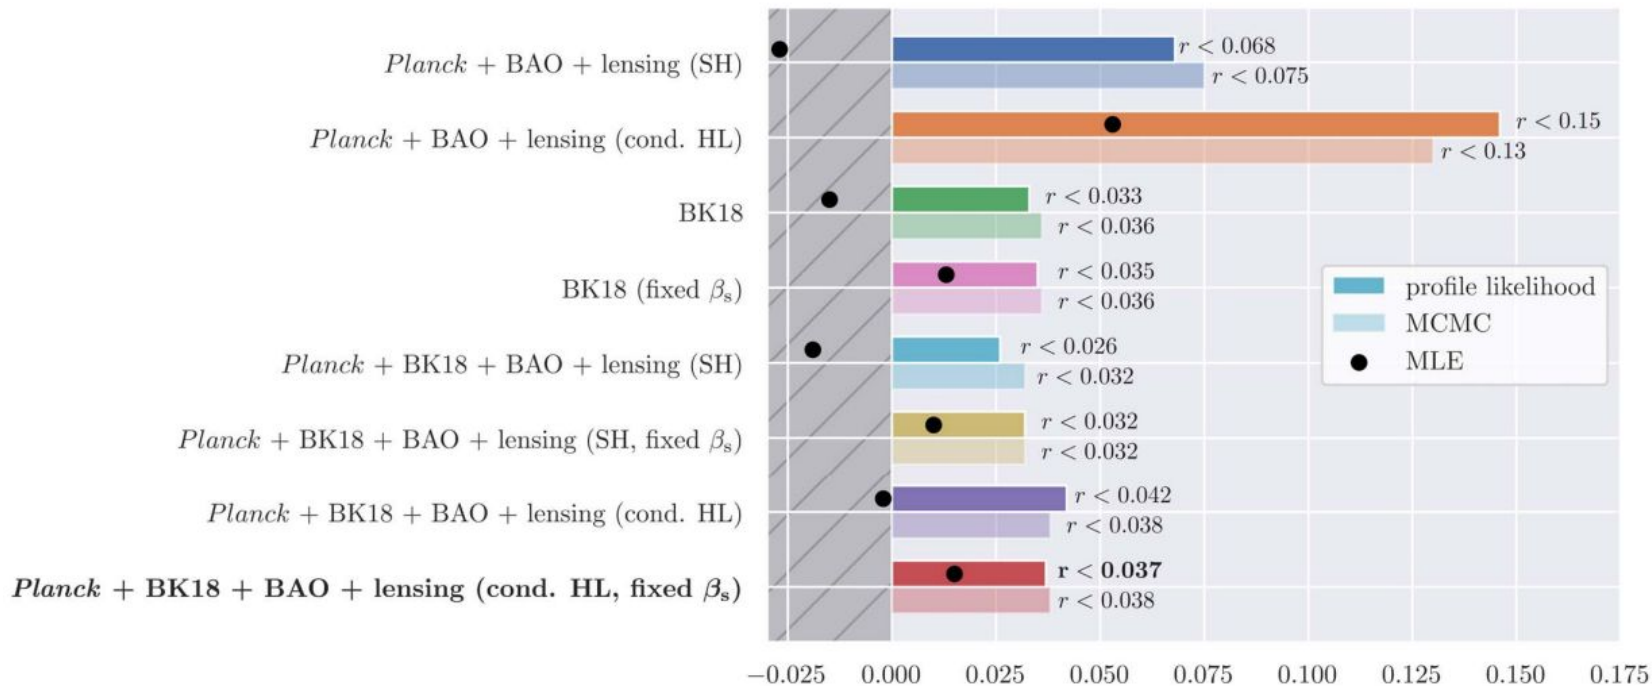 Planck + BAO + lensing (SH)
r < 0.068
r < 0.075
Planck + BAO + lensing (cond. HL)
r < 0.15
r < 0.13
BK18
r < 0.033
r < 0.036
BK18 (fixed βs)
r < 0.035
r < 0.036
Planck + BK18 + BAO + lensing (SH)
r < 0.026
r < 0.032
Planck + BK18 + BAO + lensing (SH, fixed βs)
r < 0.032
r < 0.032
Planck + BK18 + BAO + lensing (cond. HL)
r < 0.042
r < 0.038
Planck + BK18 + BAO + lensing (cond. HL, fixed βs)
r < 0.037
r < 0.038
profile likelihood
MCMC
MLE
−0.025 0.000 0.025 0.050 0.075 0.100 0.125 0.150 0.175